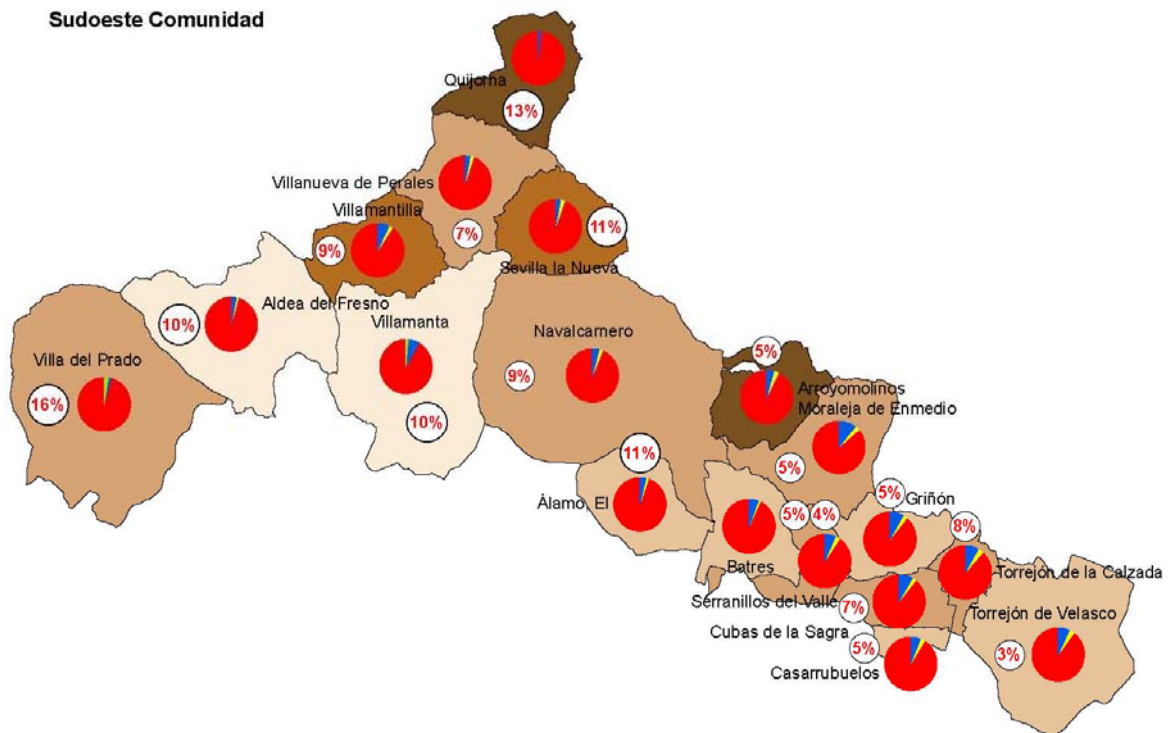 Sudoeste Comunidad
Quijorna
13%
Villanueva de Perales
7%
Villamantilla
9%
11%
Sevilla la Nueva
Aldea del Fresno
10%
Villamanta
10%
Navalcarnero
9%
Villa del Prado
16%
5%
Arroyomolinos
Moraleja de Enmedio
5%
11%
Álamo, El
5%
4%
5%
Griñón
8%
Batres
Torrejón de la Calzada
Serranillos del Valle
7%
Torrejón de Velasco
Cubas de la Sagra
5%
3%
Casarrubuelos